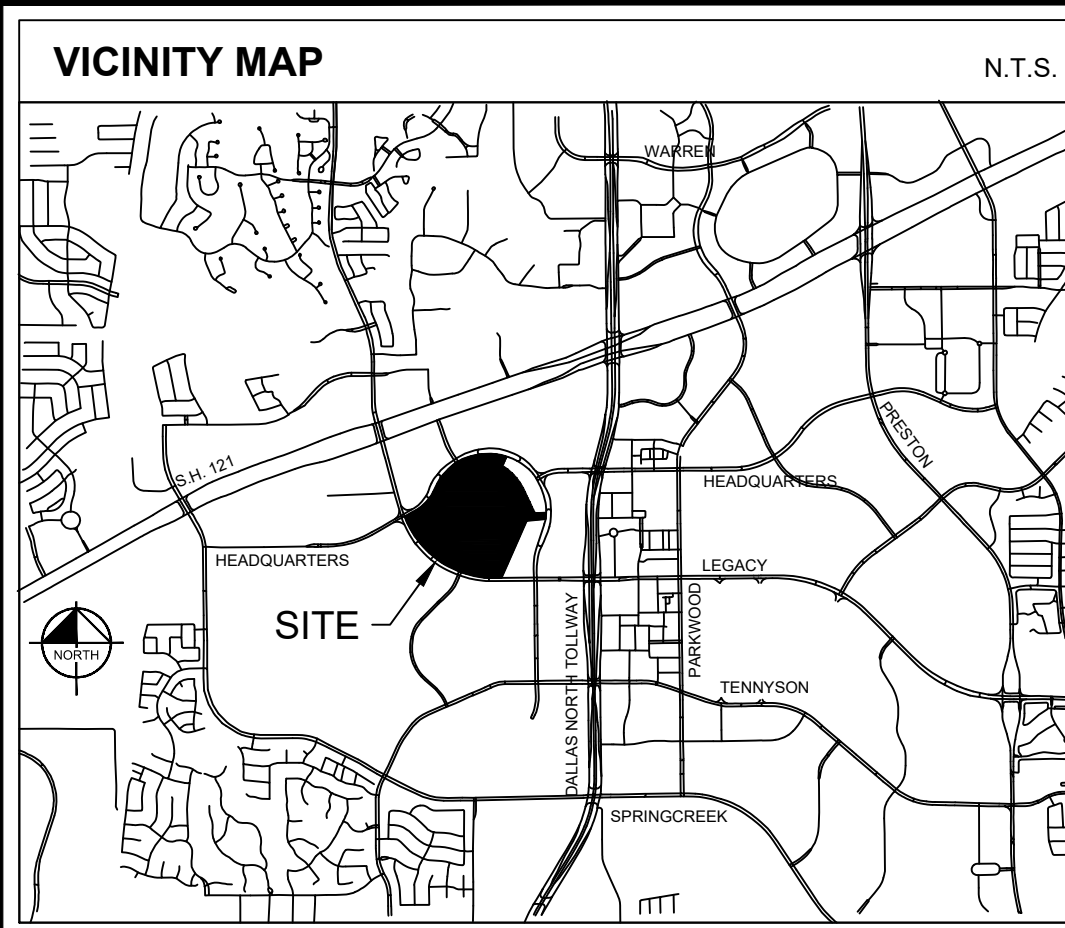 VICINITY MAP
N.T.S.
WARREN
S.H. 121
PRESTON
HEADQUARTERS
HEADQUARTERS
LEGACY
SITE
NORTH
DALLAS NORTH TOLLWAY
PARKWOOD
TENNYSON
SPRINGCREEK